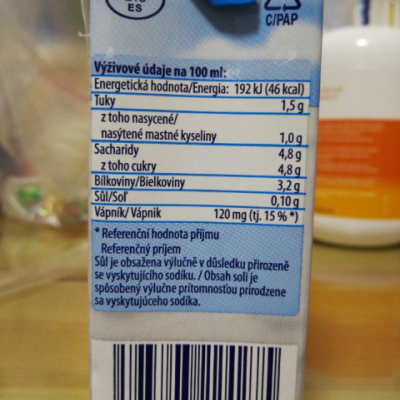 ES
C/PAP
Výživové údaje na 100 ml:
Energetická hodnota/Energia: 192 kJ (46 kcal)
Tuky 1,5 g
z toho nasycené/
nasýtené mastné kyseliny 1,0 g
Sacharidy 4,8 g
z toho cukry 4,8 g
Bílkoviny/Bielkoviny 3,2 g
Sůl/Soľ 0,10 g
Vápník/ Vápnik 120 mg (tj. 15 % *)
* Referenční hodnota příjmu
Referenčný príjem
Sůl je obsažena výlučně v důsledku přirozeně
se vyskytujícího sodíku. / Obsah soli je
spôsobený výlučne prítomnosťou prirodzene
sa vyskytujúceho sodíka.